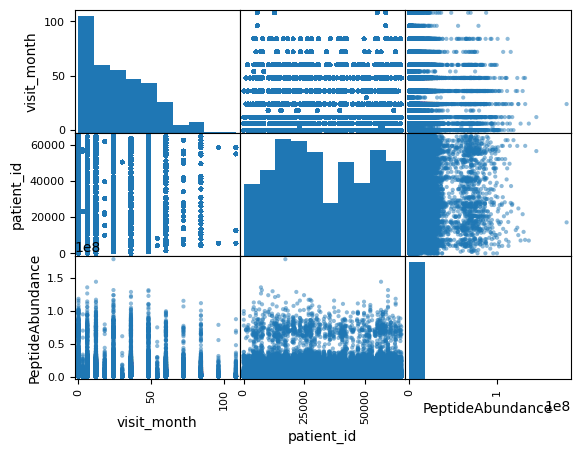 100
50
0
visit_month
60000
40000
20000
0
patient_id
1e8
1.5
1.0
0.5
0.0
PeptideAbundance
0
50
100
visit_month
0
25000
50000
patient_id
0
1
PeptideAbundance
1e8